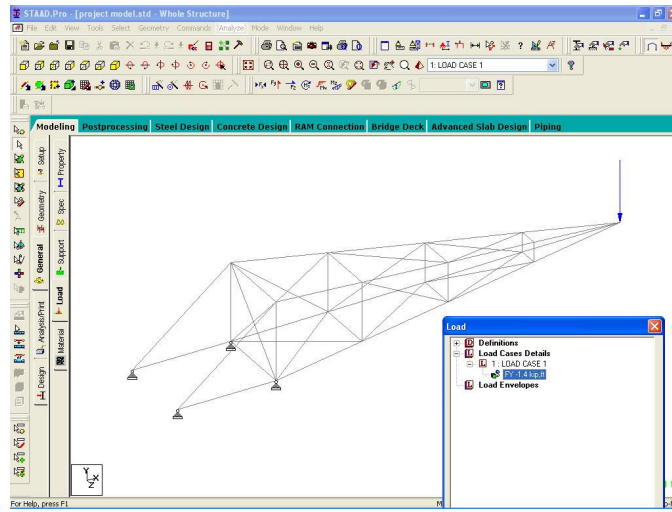 STAAD.Pro - [project model.std - Whole Structure]
File Edit View Tools Select Geometry Commands Analyze Mode Window Help
1: LOAD CASE 1
Modeling Postprocessing Steel Design Concrete Design RAM Connection Bridge Deck Advanced Slab Design Piping
Setup
Geometry
General
Analysis/Print
Design
Property
Spec
Support
Load
Material
Load
Definitions
Load Cases Details
1 : LOAD CASE 1
FY -1.4 kip,ft
Load Envelopes
Y
X
Z
For Help, press F1